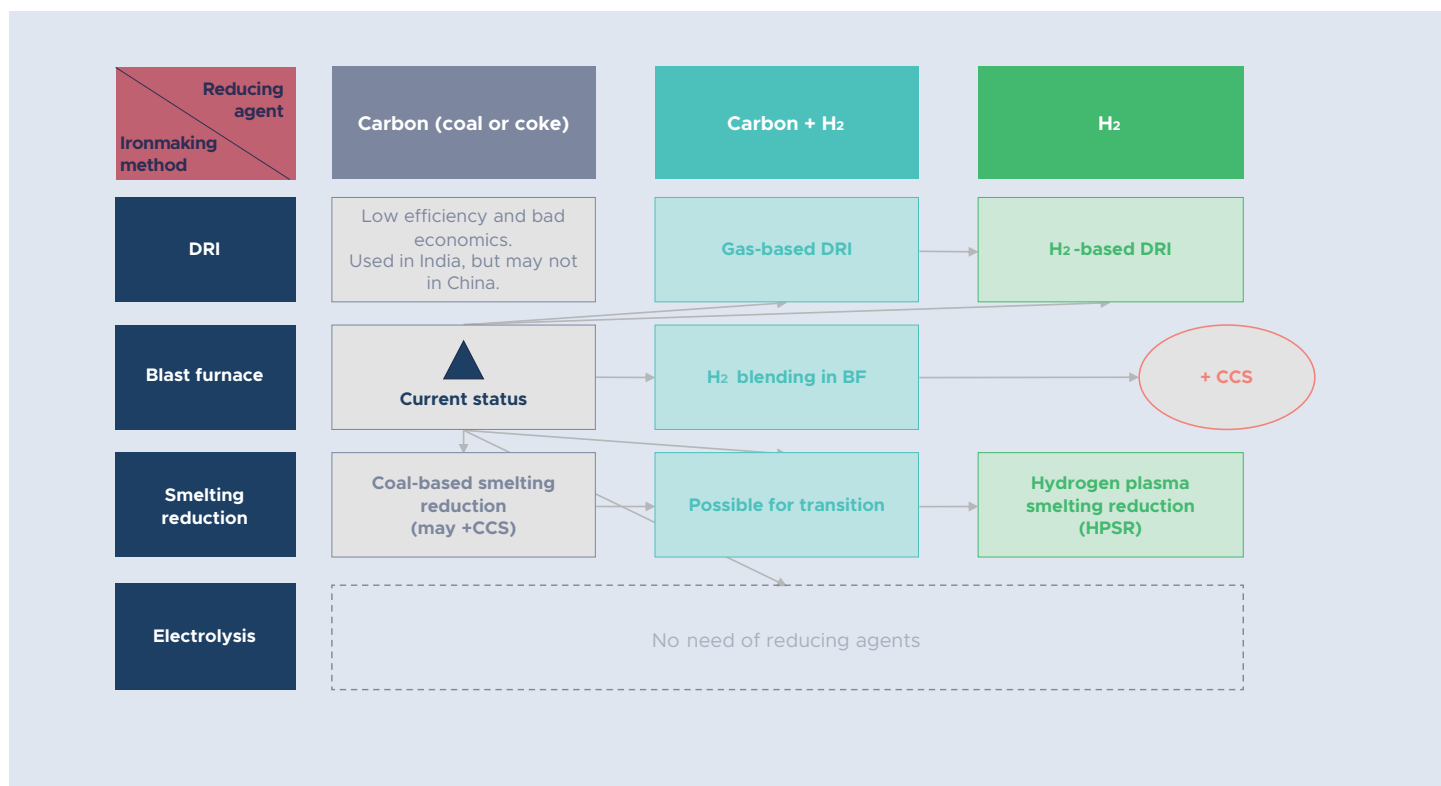 Reducing
agent
Ironmaking
method
Carbon (coal or coke)
Carbon + H₂
H₂
DRI
Low efficiency and bad
economics.
Used in India, but may not
in China.
Gas-based DRI
H₂-based DRI
Blast furnace
Current status
H₂ blending in BF
+ CCS
Smelting
reduction
Coal-based smelting
reduction
(may +CCS)
Possible for transition
Hydrogen plasma
smelting reduction
(HPSR)
Electrolysis
No need of reducing agents